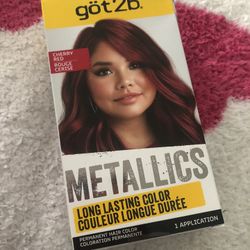 göt2b
CHERRY
RED
ROUGE
CERISE
METALLICS
LONG LASTING COLOR
COULEUR LONGUE DURÉE
PERMANENT HAIR COLOR
COLORATION PERMANENTE
1 APPLICATION